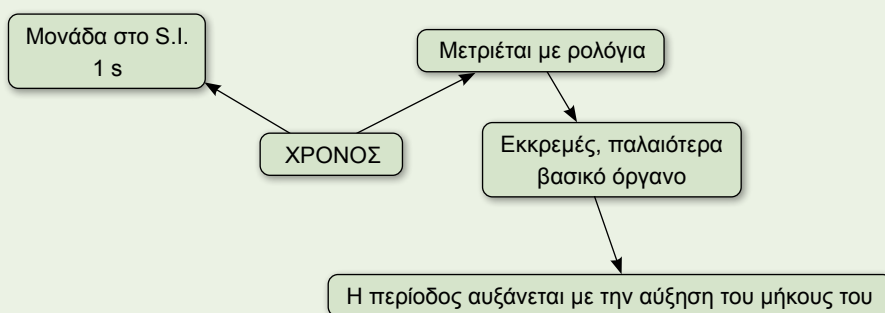 Μονάδα στο S.I.
1 s
Μετριέται με ρολόγια
ΧΡΟΝΟΣ
Εκκρεμές, παλαιότερα
βασικό όργανο
Η περίοδος αυξάνεται με την αύξηση του μήκους του